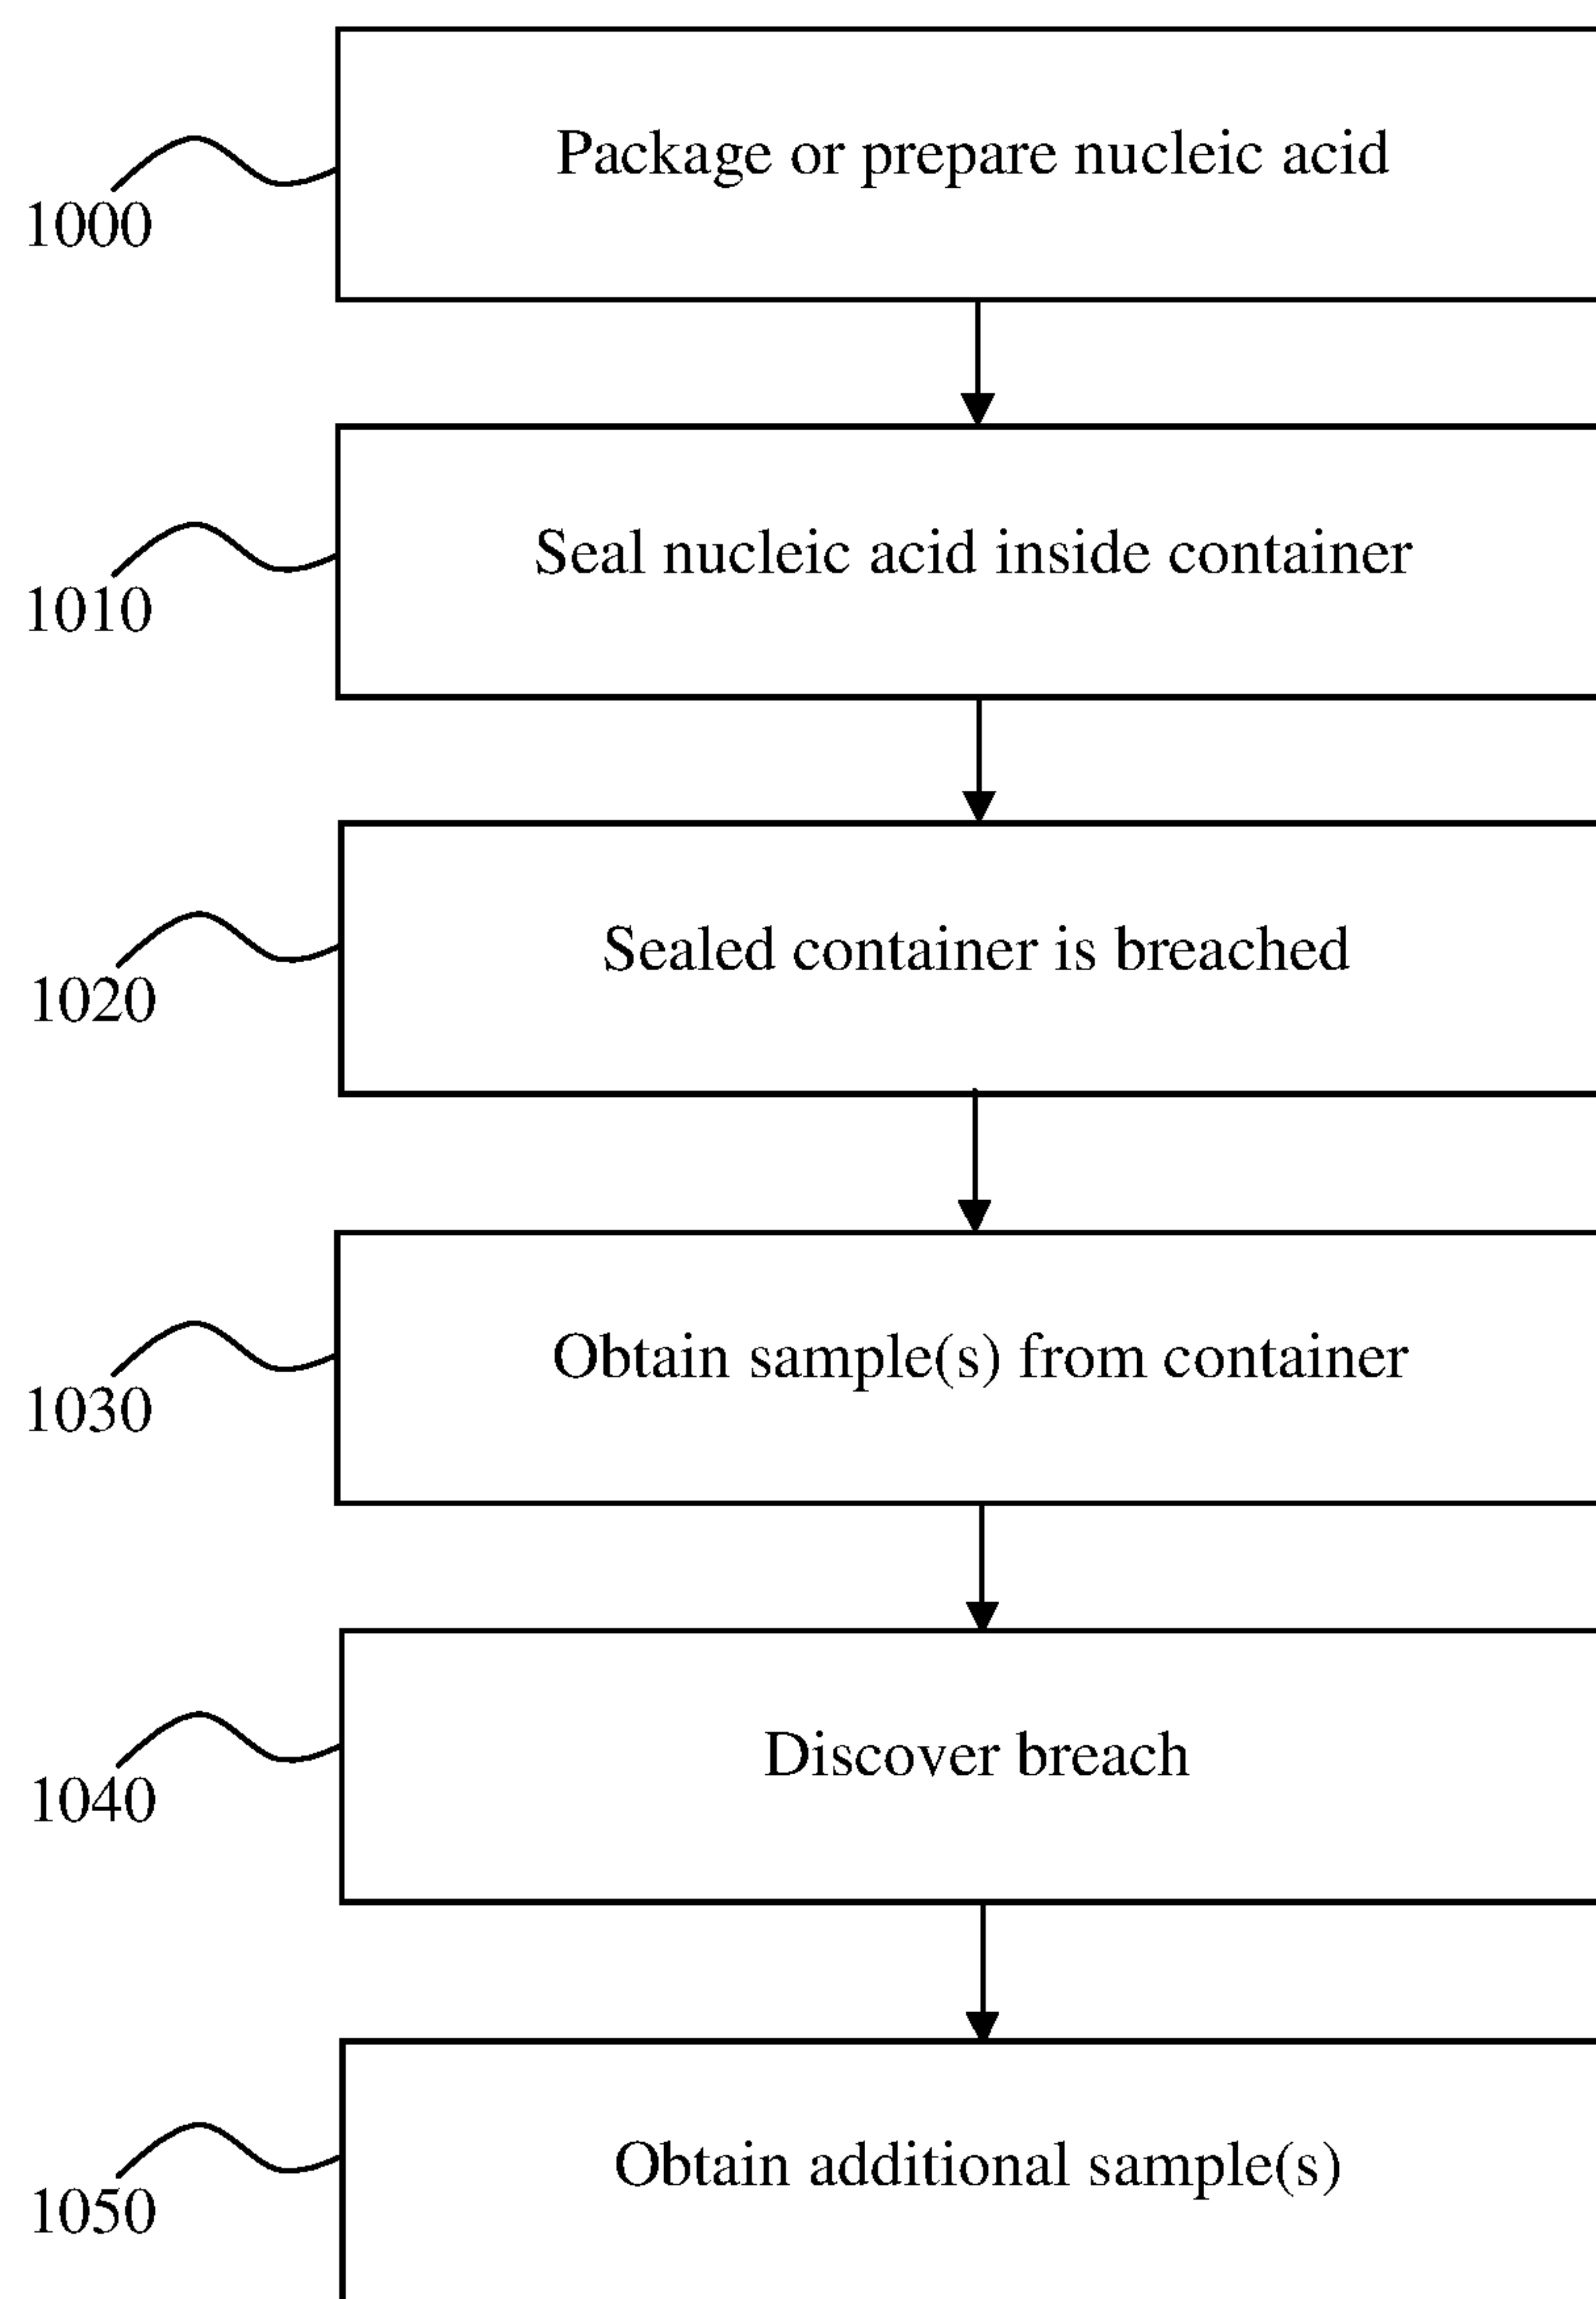 Package or prepare nucleic acid
1000
Seal nucleic acid inside container
1010
Sealed container is breached
1020
Obtain sample(s) from container
1030
Discover breach
1040
Obtain additional sample(s)
1050